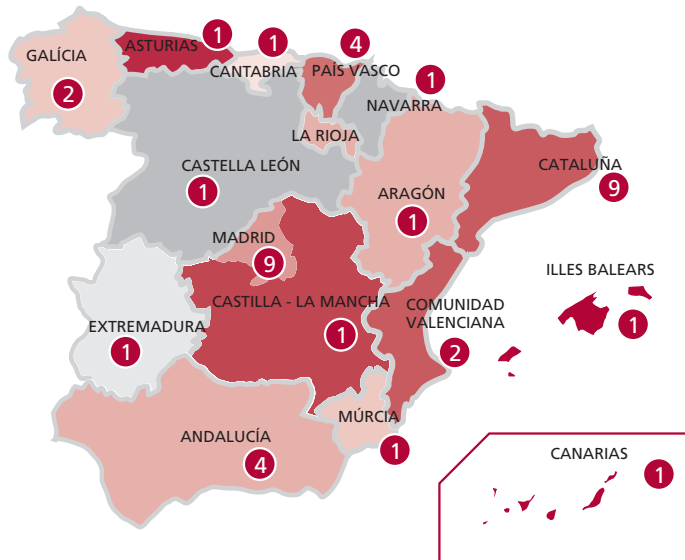 ASTURIAS
1
1
4
GALÍCIA
2
CANTABRIA
PAÍS VASCO
1
NAVARRA
LA RIOJA
CASTELLA LEÓN
1
CATALUÑA
9
ARAGÓN
1
MADRID
9
ILLES BALEARS
1
CASTILLA - LA MANCHA
1
COMUNIDAD
VALENCIANA
2
EXTREMADURA
1
MÚRCIA
1
ANDALUCÍA
4
CANARIAS
1